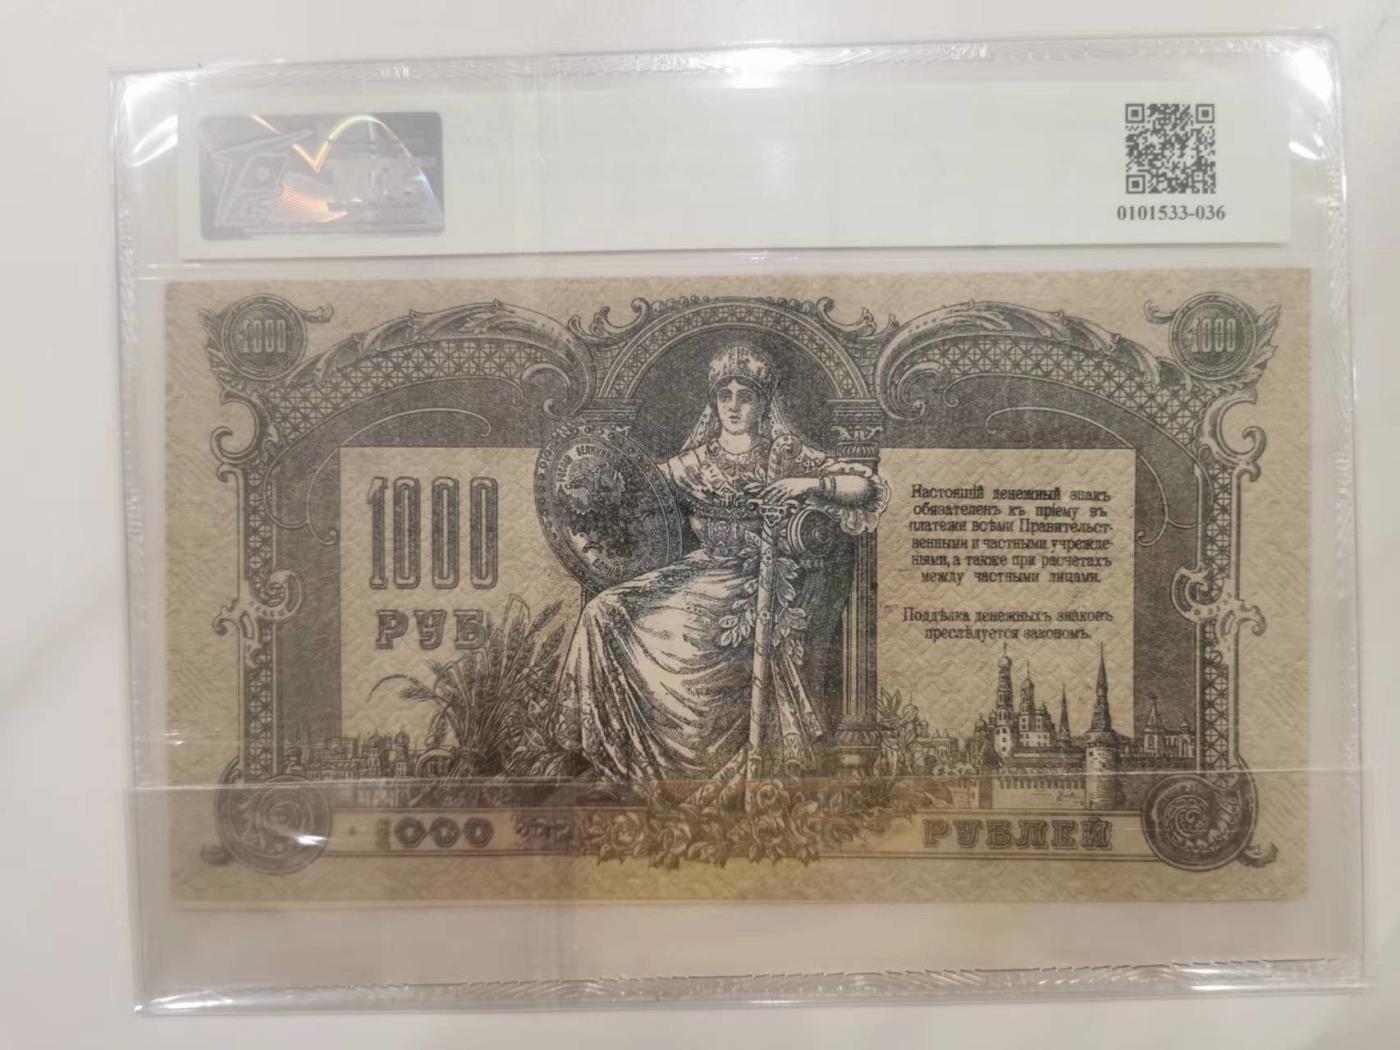 0101533-036
1000
1000
1000
РУБ
Настоящій денежный знакъ
обязателенъ къ пріему въ
платежи всѣми Правительст-
венными и частными учрежде-
ніями, а также при расчетахъ
между частными лицами.
Поддѣлка денежныхъ знаковъ
преслѣдуется закономъ.
1000
РУБЛЕЙ